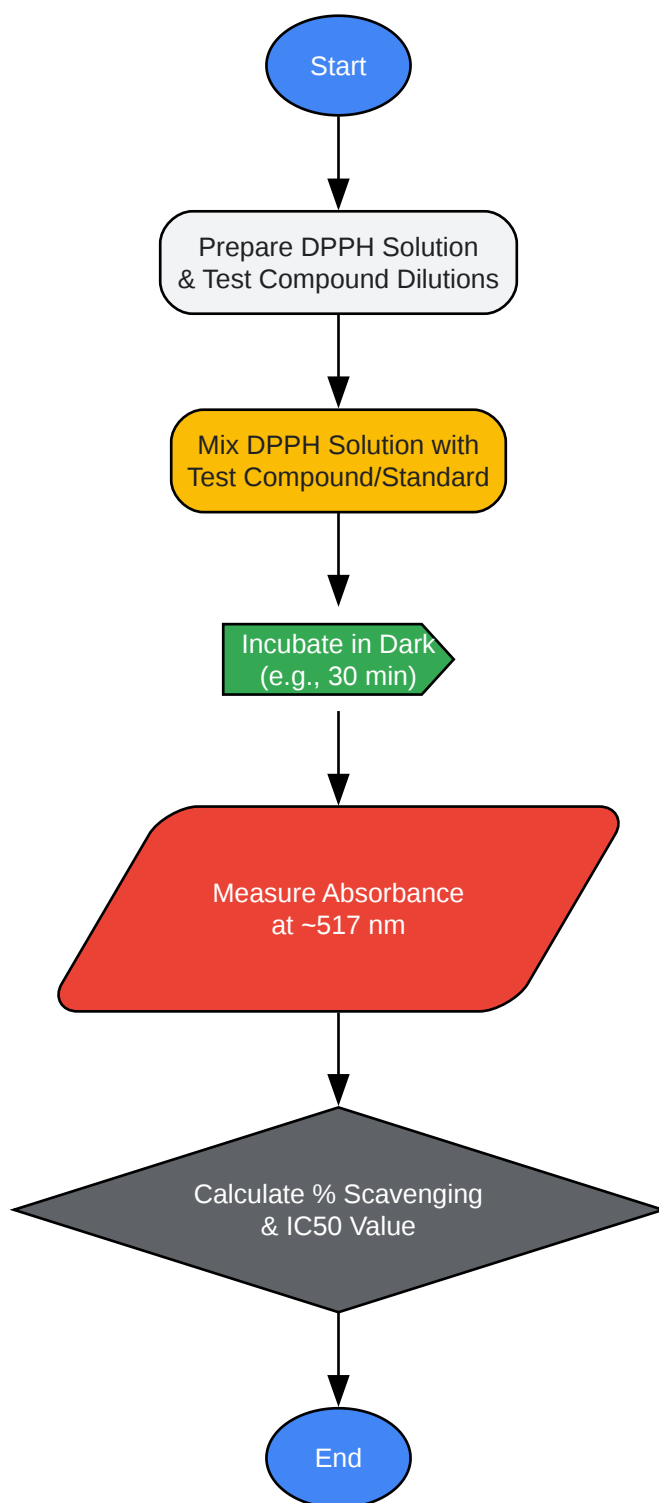 Start
Prepare DPPH Solution
& Test Compound Dilutions
Mix DPPH Solution with
Test Compound/Standard
Incubate in Dark
(e.g., 30 min)
Measure Absorbance
at ~517 nm
Calculate % Scavenging
& IC50 Value
End